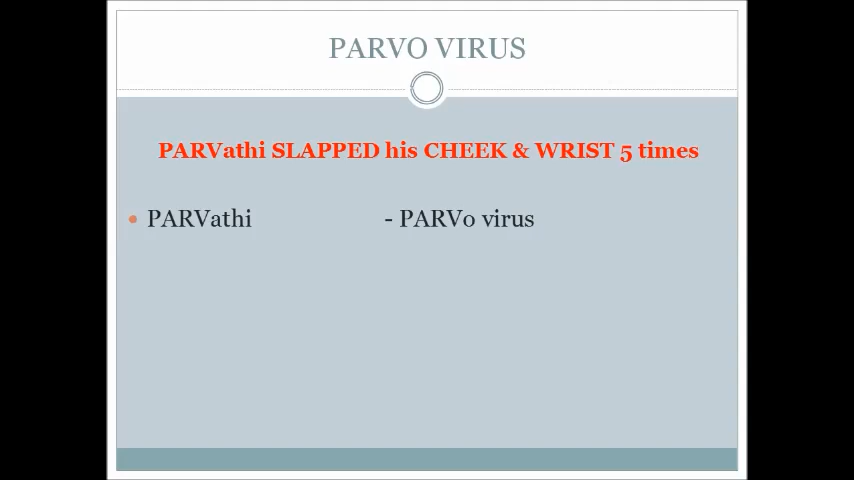 PARVO VIRUS
PARVathi SLAPPED his CHEEK & WRIST 5 times
• PARVathi - PARVo virus